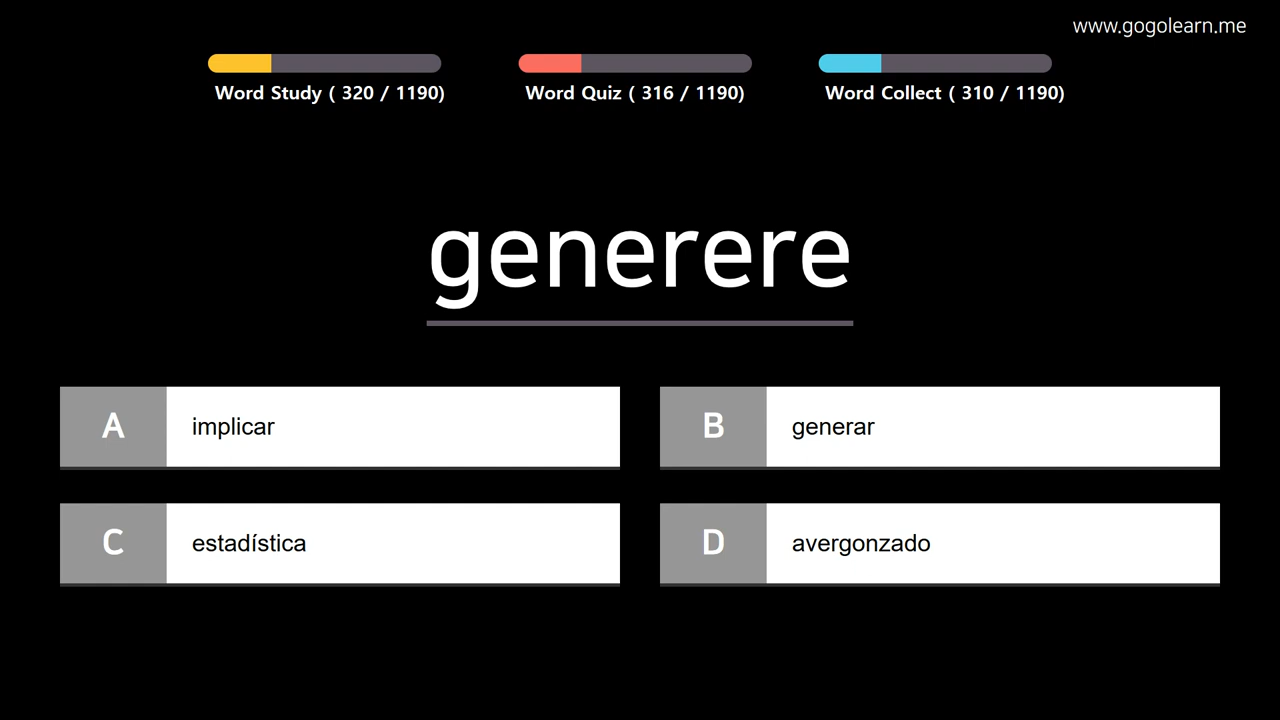 www.gogolearn.me
Word Study ( 320 / 1190)
Word Quiz ( 316 / 1190)
Word Collect ( 310 / 1190)
generere
A implicar
B generar
C estadística
D avergonzado